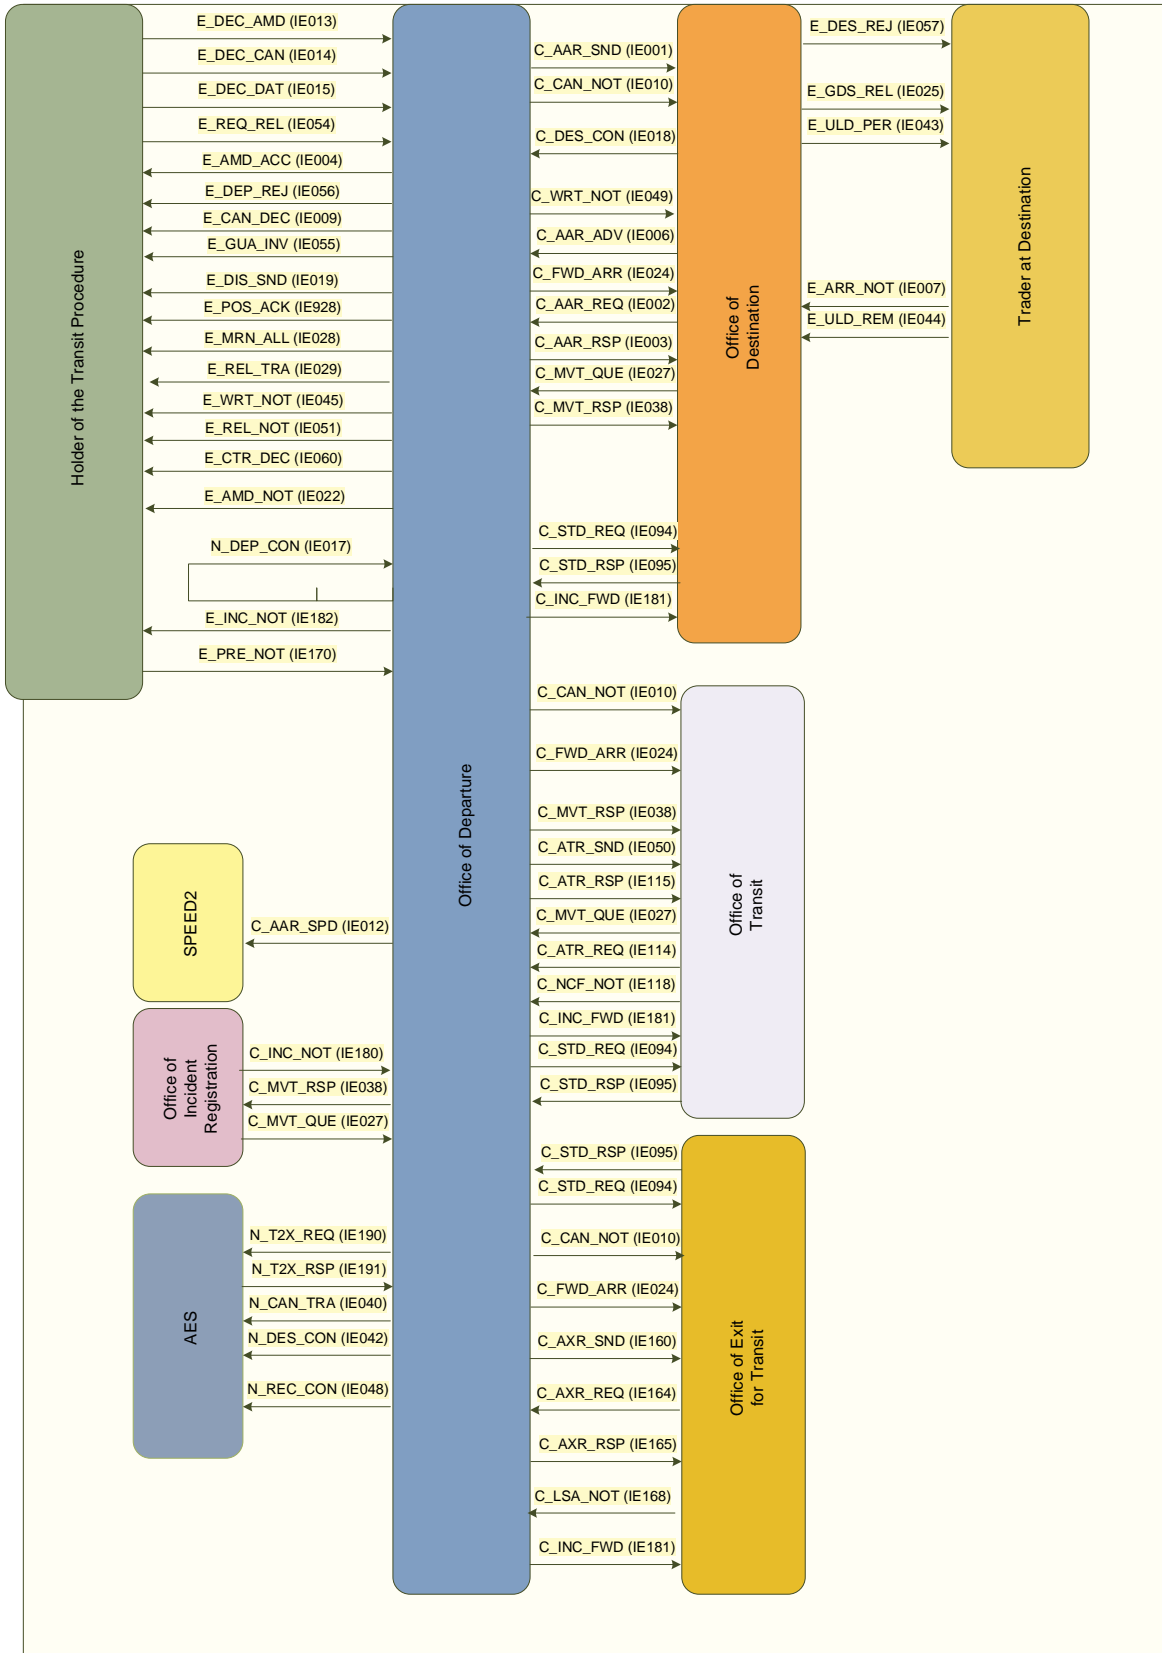 Holder of the Transit Procedure
E_DEC_AMD (IE013)
E_DEC_CAN (IE014)
E_DEC_DAT (IE015)
E_REQ_REL (IE054)
E_AMD_ACC (IE004)
E_DEP_REJ (IE056)
E_CAN_DEC (IE009)
E_GUA_INV (IE055)
E_DIS_SND (IE019)
E_POS_ACK (IE928)
E_MRN_ALL (IE028)
E_REL_TRA (IE029)
E_WRT_NOT (IE045)
E_REL_NOT (IE051)
E_CTR_DEC (IE060)
E_AMD_NOT (IE022)
N_DEP_CON (IE017)
E_INC_NOT (IE182)
E_PRE_NOT (IE170)
SPEED2
C_AAR_SPD (IE012)
Office of
Incident
Registration
C_INC_NOT (IE180)
C_MVT_RSP (IE038)
C_MVT_QUE (IE027)
AES
N_T2X_REQ (IE190)
N_T2X_RSP (IE191)
N_CAN_TRA (IE040)
N_DES_CON (IE042)
N_REC_CON (IE048)
Office of Departure
C_AAR_SND (IE001)
C_CAN_NOT (IE010)
C_DES_CON (IE018)
C_WRT_NOT (IE049)
C_AAR_ADV (IE006)
C_FWD_ARR (IE024)
C_AAR_REQ (IE002)
C_AAR_RSP (IE003)
C_MVT_QUE (IE027)
C_MVT_RSP (IE038)
C_STD_REQ (IE094)
C_STD_RSP (IE095)
C_INC_FWD (IE181)
Office of
Destination
E_DES_REJ (IE057)
E_GDS_REL (IE025)
E_ULD_PER (IE043)
E_ARR_NOT (IE007)
E_ULD_REM (IE044)
Trader at Destination
C_CAN_NOT (IE010)
C_FWD_ARR (IE024)
C_MVT_RSP (IE038)
C_ATR_SND (IE050)
C_ATR_RSP (IE115)
C_MVT_QUE (IE027)
C_ATR_REQ (IE114)
C_NCF_NOT (IE118)
C_INC_FWD (IE181)
C_STD_REQ (IE094)
C_STD_RSP (IE095)
Office of
Transit
C_STD_RSP (IE095)
C_STD_REQ (IE094)
C_CAN_NOT (IE010)
C_FWD_ARR (IE024)
C_AXR_SND (IE160)
C_AXR_REQ (IE164)
C_AXR_RSP (IE165)
C_LSA_NOT (IE168)
C_INC_FWD (IE181)
Office of Exit
for Transit